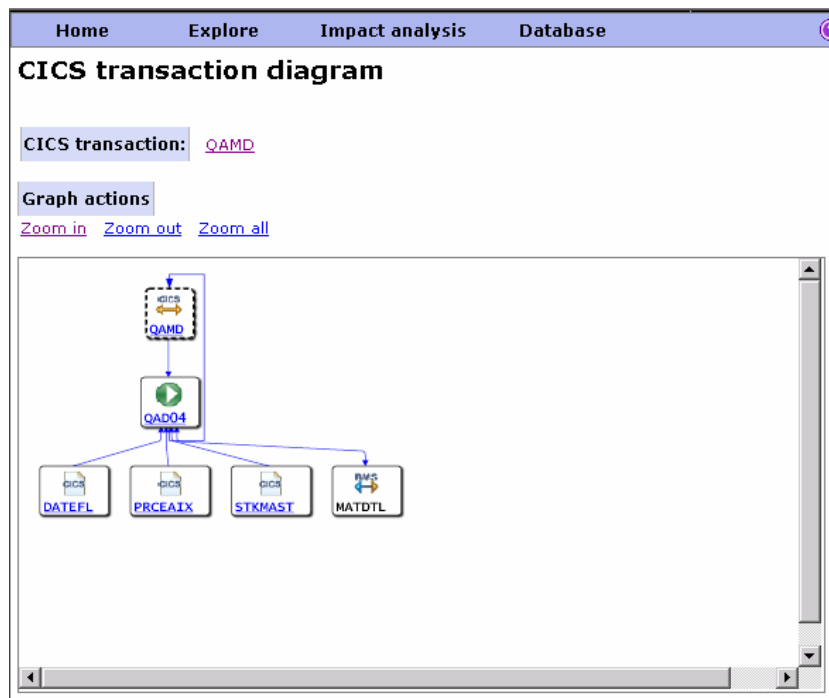 Home Explore Impact analysis Database
CICS transaction diagram
CICS transaction: QAMD
Graph actions
Zoom in Zoom out Zoom all
CICS
QAMD
QAD04
CICS CICS CICS BMS
DATEFL PRCEAIX STKMAST MATDTL